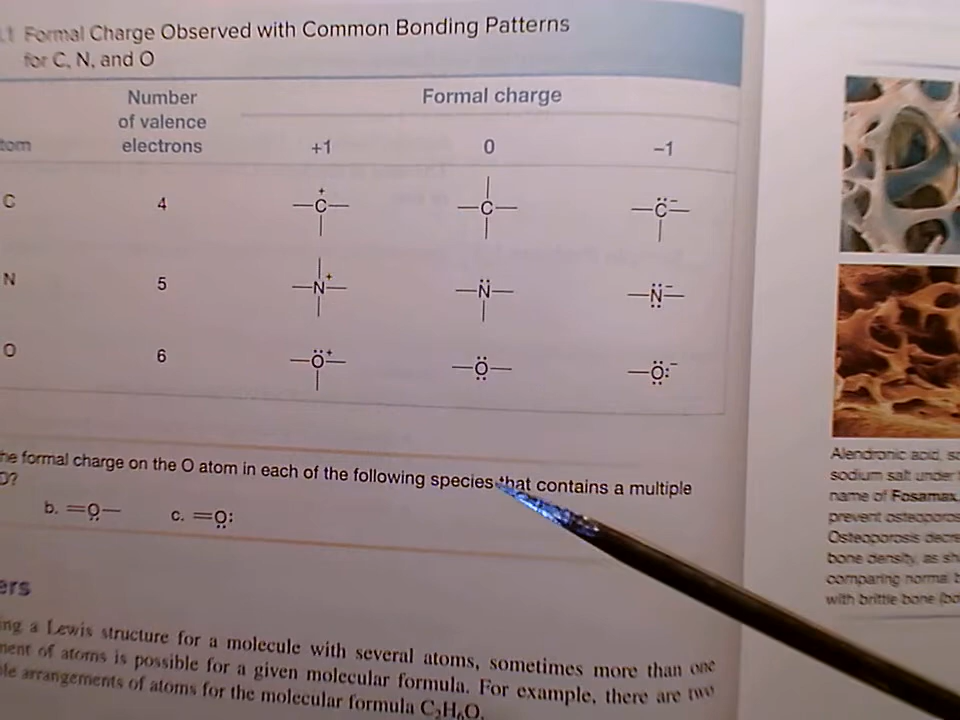 .1 Formal Charge Observed with Common Bonding Patterns
for C, N, and O
Number
of valence
electrons
Formal charge
tom
+1
0
−1
C
4
N
5
O
6
he formal charge on the O atom in each of the following species that contains a multiple
O?
b. =O− c. =O:
ers
ing a Lewis structure for a molecule with several atoms, sometimes more than one
ment of atoms is possible for a given molecular formula. For example, there are two
le arrangements of atoms for the molecular formula C₂H₆O.
Alendronic acid, so
sodium salt under t
name of Fosamax,
prevent osteoporos
Osteoporosis decre
bone density, as sh
comparing normal b
with brittle bone (bo